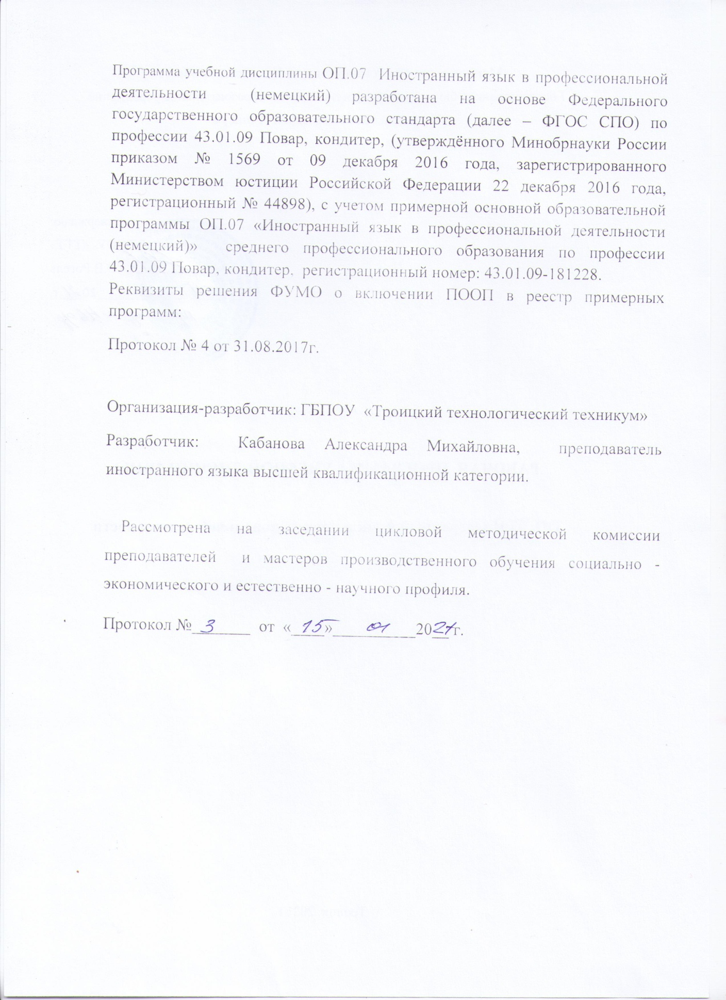 Программа учебной дисциплины ОП.07 Иностранный язык в профессиональной
деятельности (немецкий) разработана на основе Федерального
государственного образовательного стандарта (далее – ФГОС СПО) по
профессии 43.01.09 Повар, кондитер, (утверждённого Минобрнауки России
приказом № 1569 от 09 декабря 2016 года, зарегистрированного
Министерством юстиции Российской Федерации 22 декабря 2016 года,
регистрационный № 44898), с учетом примерной основной образовательной
программы ОП.07 «Иностранный язык в профессиональной деятельности
(немецкий)» среднего профессионального образования по профессии
43.01.09 Повар, кондитер. регистрационный номер: 43.01.09-181228.
Реквизиты решения ФУМО о включении ПООП в реестр примерных
программ:
Протокол № 4 от 31.08.2017г.
Организация-разработчик: ГБПОУ «Троицкий технологический техникум»
Разработчик: Кабанова Александра Михайловна, преподаватель
иностранного языка высшей квалификационной категории.
Рассмотрена на заседании цикловой методической комиссии
преподавателей и мастеров производственного обучения социально -
экономического и естественно - научного профиля.
Протокол № 3 от «15» 01 2021 г.